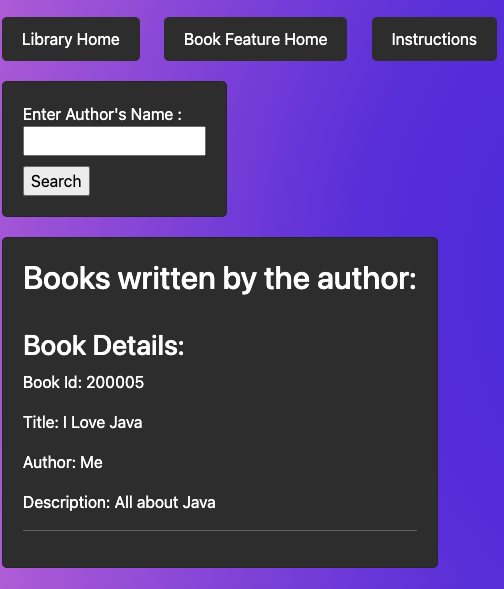 Library Home Book Feature Home Instructions
Enter Author's Name :
Search
Books written by the author:
Book Details:
Book Id: 200005
Title: I Love Java
Author: Me
Description: All about Java